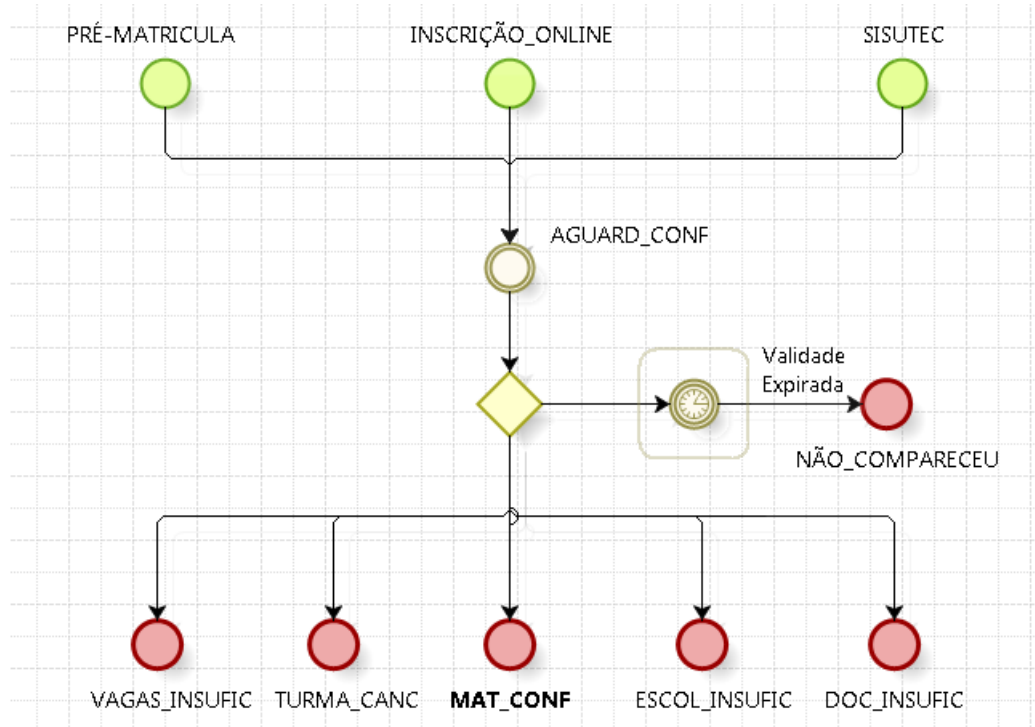 PRÉ-MATRICULA
INSCRIÇÃO_ONLINE
SISUTEC
AGUARD_CONF
Validade
Expirada
NÃO_COMPARECEU
VAGAS_INSUFIC
TURMA_CANC
MAT_CONF
ESCOL_INSUFIC
DOC_INSUFIC